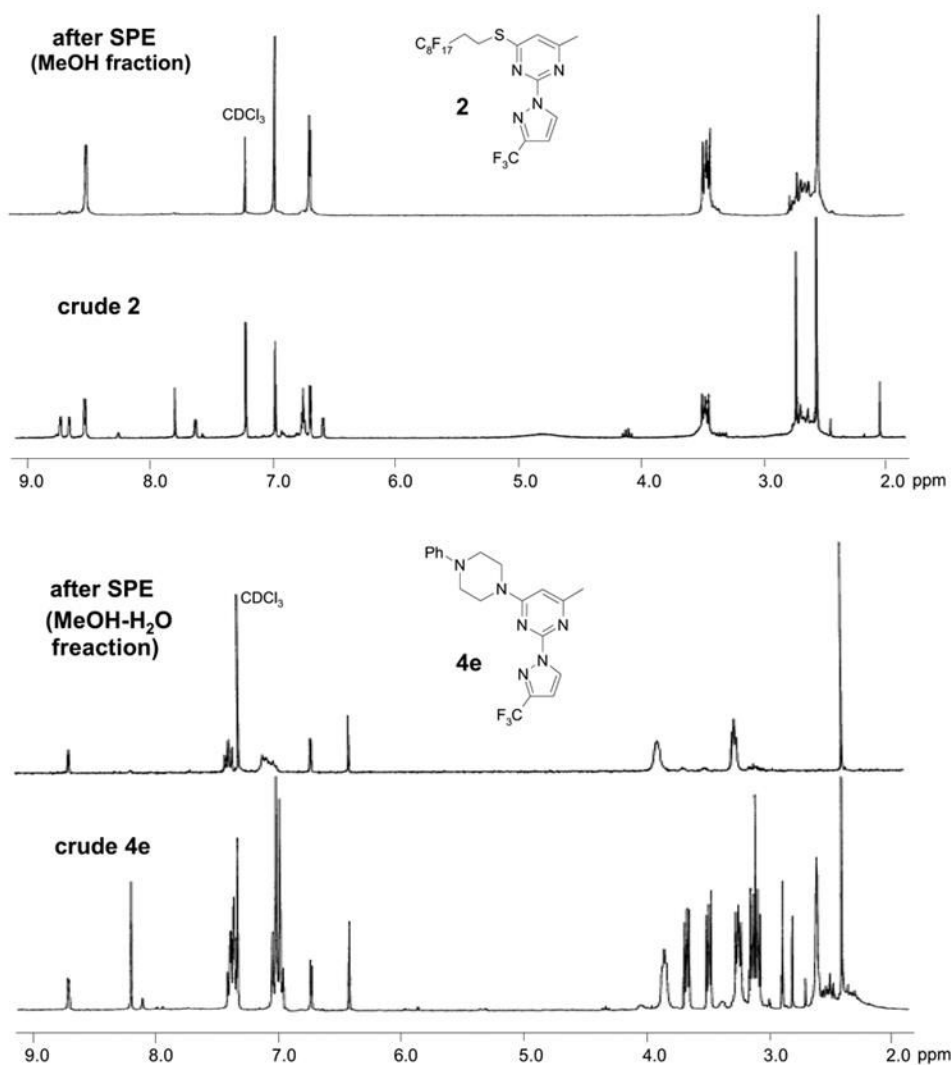 after SPE
(MeOH fraction)
CDCl₃
C₈F₁₇
S
N
N
N
N
F₃C
2
crude 2
9.0 8.0 7.0 6.0 5.0 4.0 3.0 2.0 ppm
after SPE
(MeOH-H₂O
freaction)
CDCl₃
Ph
N
N
N
N
N
N
F₃C
4e
crude 4e
9.0 8.0 7.0 6.0 5.0 4.0 3.0 2.0 ppm